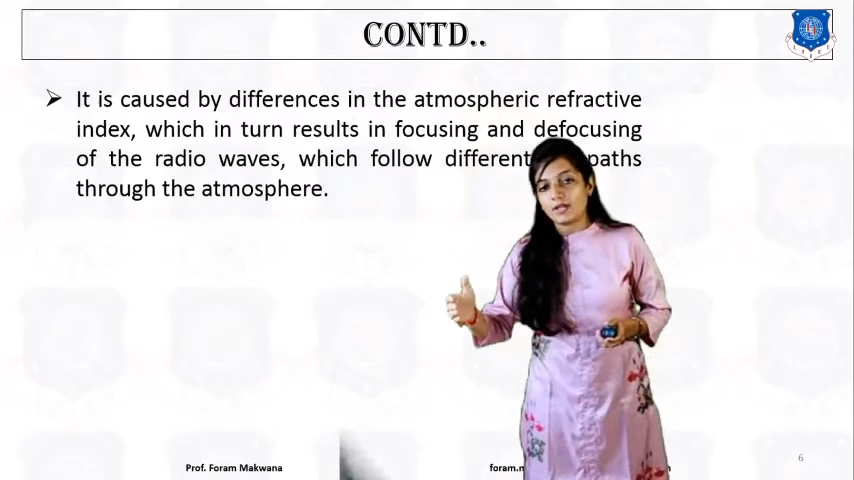 CONTD..
➢ It is caused by differences in the atmospheric refractive
index, which in turn results in focusing and defocusing
of the radio waves, which follow different paths
through the atmosphere.
6
Prof. Foram Makwana